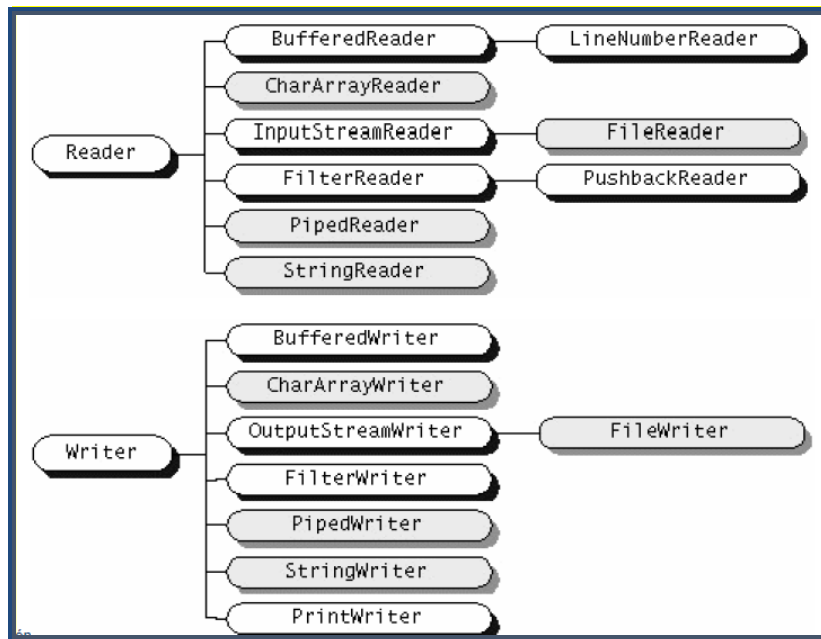 BufferedReader
LineNumberReader
CharArrayReader
InputStreamReader
FileReader
Reader
FilterReader
PushbackReader
PipedReader
StringReader
BufferedWriter
CharArrayWriter
OutputStreamWriter
FileWriter
Writer
FilterWriter
PipedWriter
StringWriter
PrintWriter